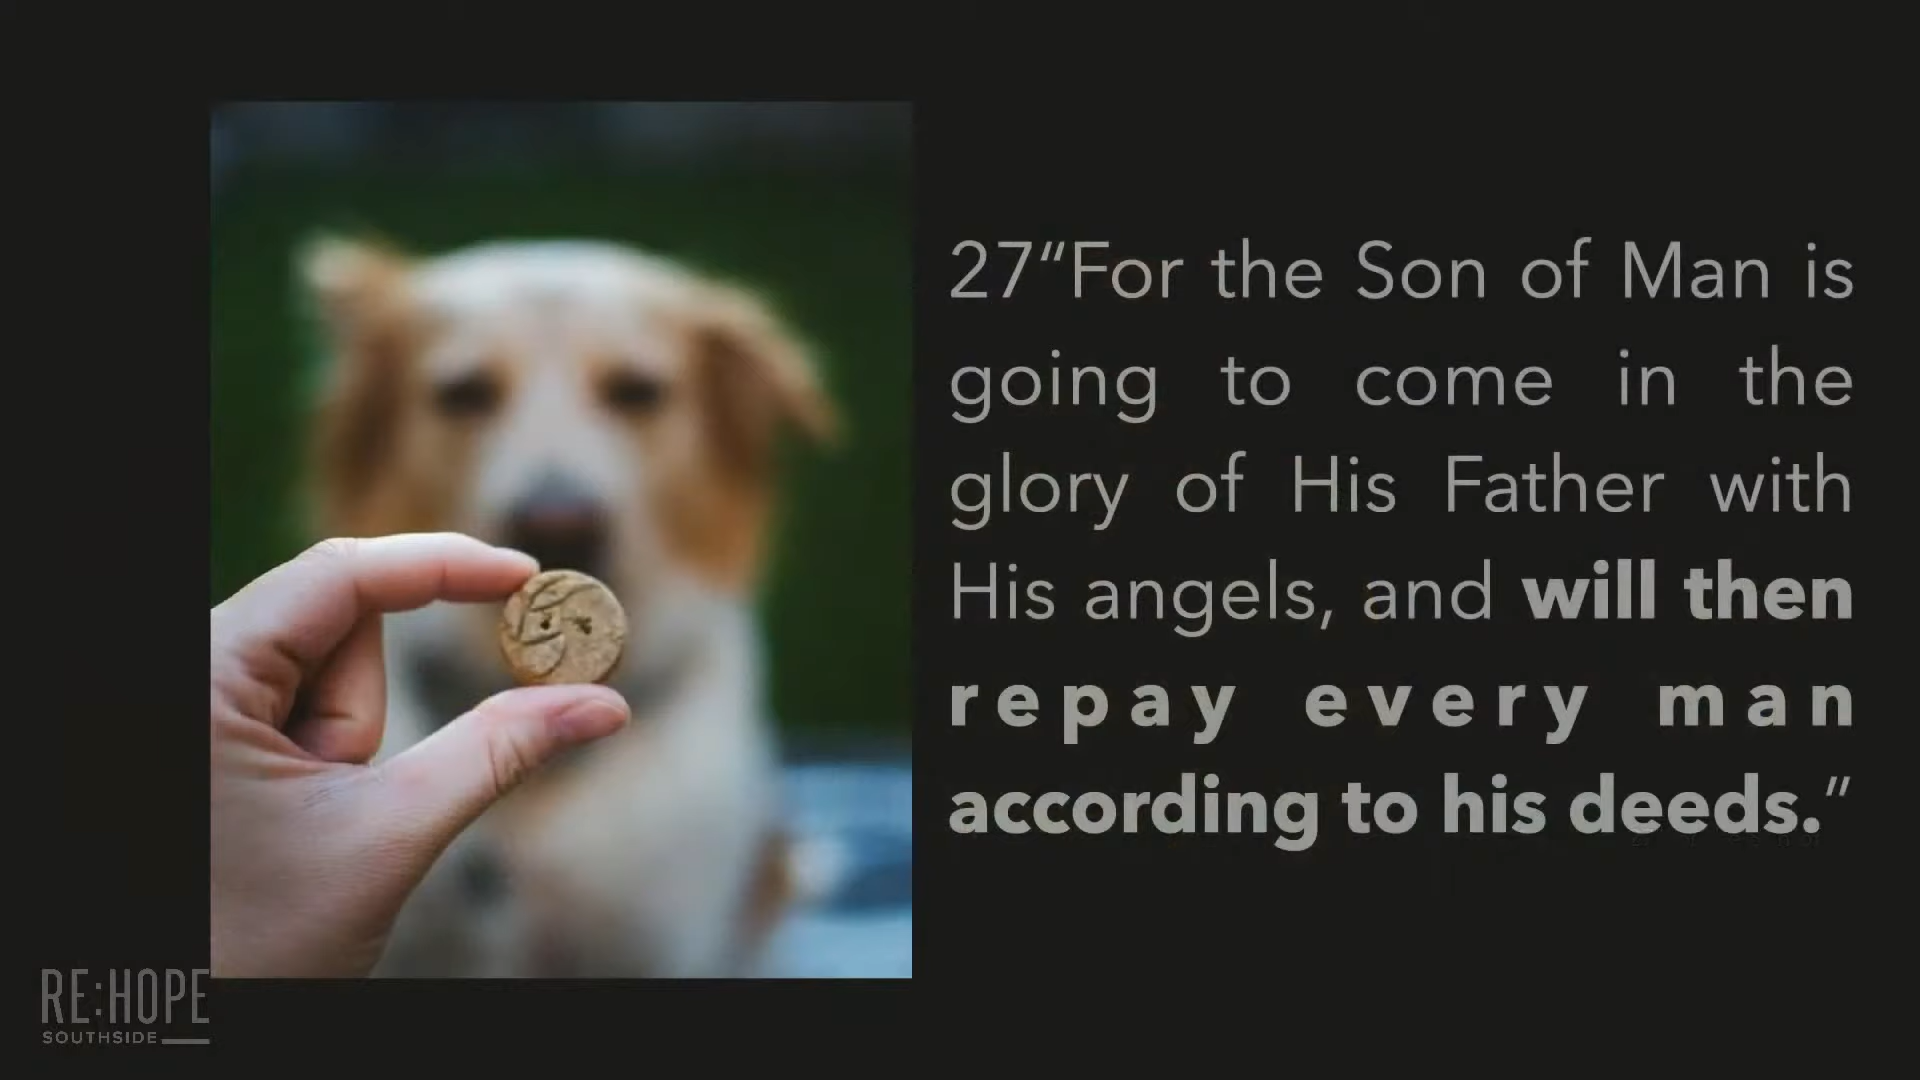 27“For the Son of Man is
going to come in the
glory of His Father with
His angels, and will then
repay every man
according to his deeds.”
RE:HOPE
SOUTHSIDE